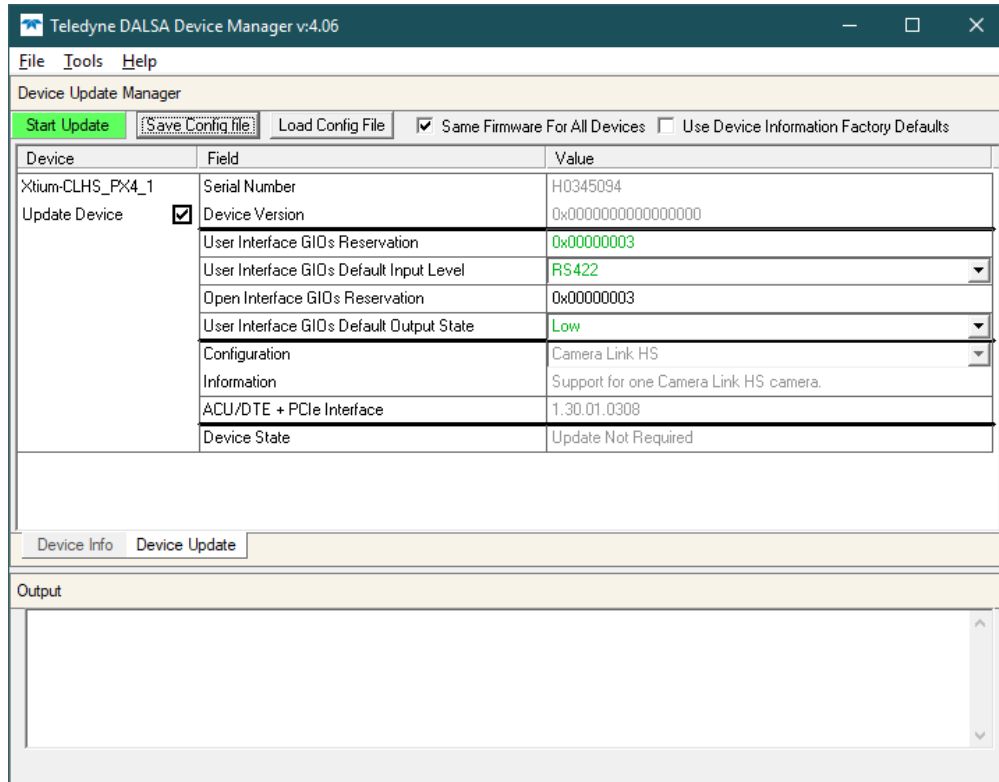 Teledyne DALSA Device Manager v:4.06
File Tools Help
Device Update Manager
Start Update Save Config file Load Config File Same Firmware For All Devices Use Device Information Factory Defaults
Device Field Value
Xtium-CLHS_PX4_1 Serial Number H0345094
Update Device Device Version 0x0000000000000000
User Interface GIOs Reservation 0x00000003
User Interface GIOs Default Input Level RS422
Open Interface GIOs Reservation 0x00000003
User Interface GIOs Default Output State Low
Configuration Camera Link HS
Information Support for one Camera Link HS camera.
ACU/DTE + PCIe Interface 1.30.01.0308
Device State Update Not Required
Device Info Device Update
Output